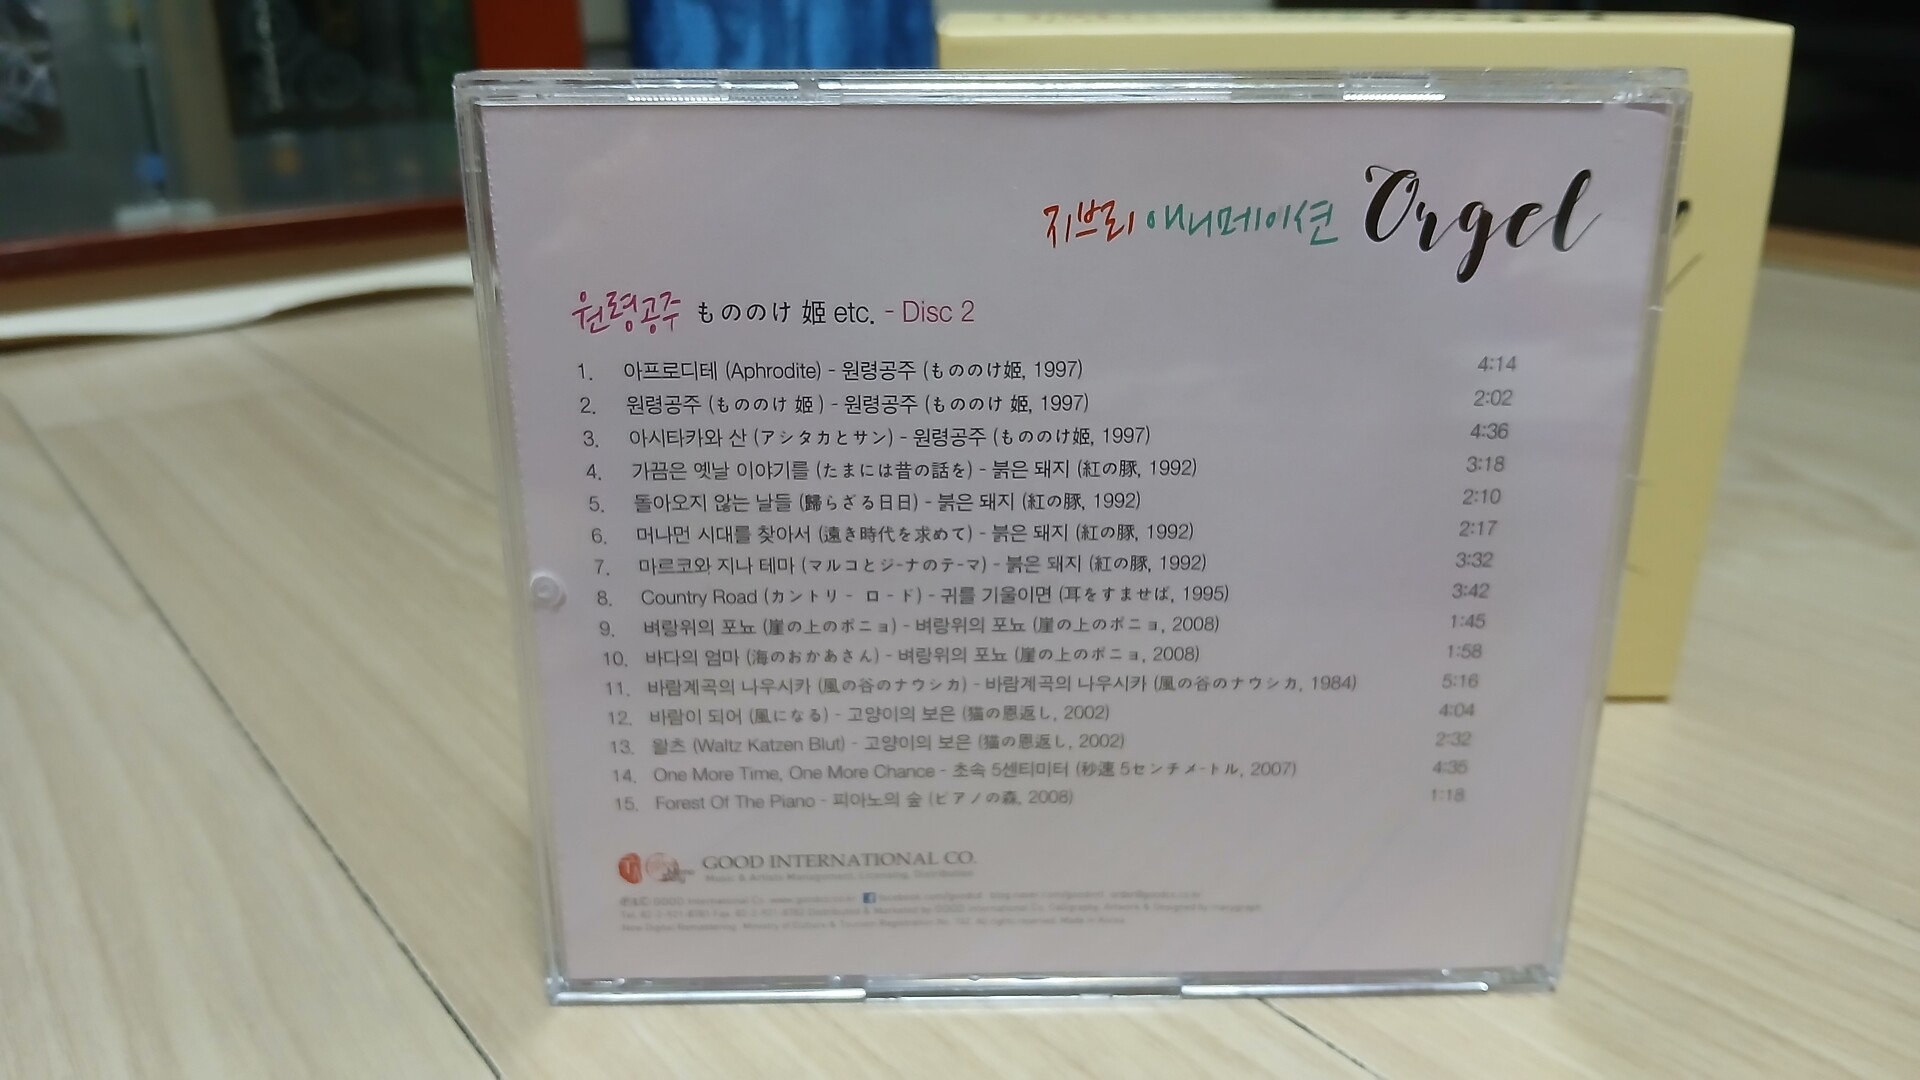 지브리 애니메이션 Orgel
원령공주 もののけ 姬 etc. - Disc 2
1. 아프로디테 (Aphrodite) - 원령공주 (もののけ姬, 1997) 4:14
2. 원령공주 (もののけ 姬 ) - 원령공주 (もののけ 姬, 1997) 2:02
3. 아시타카와 산 (アシタカとサン) - 원령공주 (もののけ姬, 1997) 4:36
4. 가끔은 옛날 이야기를 (たまには昔の話を) - 붉은 돼지 (紅の豚, 1992) 3:18
5. 돌아오지 않는 날들 (歸らざる日日) - 붉은 돼지 (紅の豚, 1992) 2:10
6. 머나먼 시대를 찾아서 (遠き時代を求めて) - 붉은 돼지 (紅の豚, 1992) 2:17
7. 마르코와 지나 테마 (マルコとジ-ナのテ-マ) - 붉은 돼지 (紅の豚, 1992) 3:32
8. Country Road (カントリ - ロ - ド) - 귀를 기울이면 (耳をすませば, 1995) 3:42
9. 벼랑위의 포뇨 (崖の上のポニョ) - 벼랑위의 포뇨 (崖の上のポニョ, 2008) 1:45
10. 바다의 엄마 (海のおかあさん) - 벼랑위의 포뇨 (崖の上のポニョ, 2008) 1:58
11. 바람계곡의 나우시카 (風の谷のナウシカ) - 바람계곡의 나우시카 (風の谷のナウシカ, 1984) 5:16
12. 바람이 되어 (風になる) - 고양이의 보은 (猫の恩返し, 2002) 4:04
13. 왈츠 (Waltz Katzen Blut) - 고양이의 보은 (猫の恩返し, 2002) 2:32
14. One More Time, One More Chance - 초속 5센티미터 (秒速 5センチメ-トル, 2007) 4:35
15. Forest Of The Piano - 피아노의 숲 (ピアノの森, 2008) 1:18
GOOD INTERNATIONAL CO.
Music & Artists Management, Licensing, Distribution